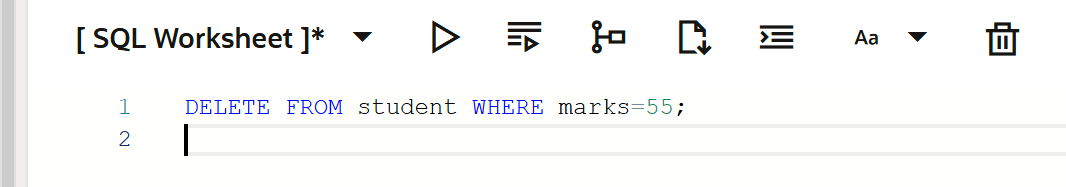 [ SQL Worksheet ]*
Aa
1 DELETE FROM student WHERE marks=55;
2